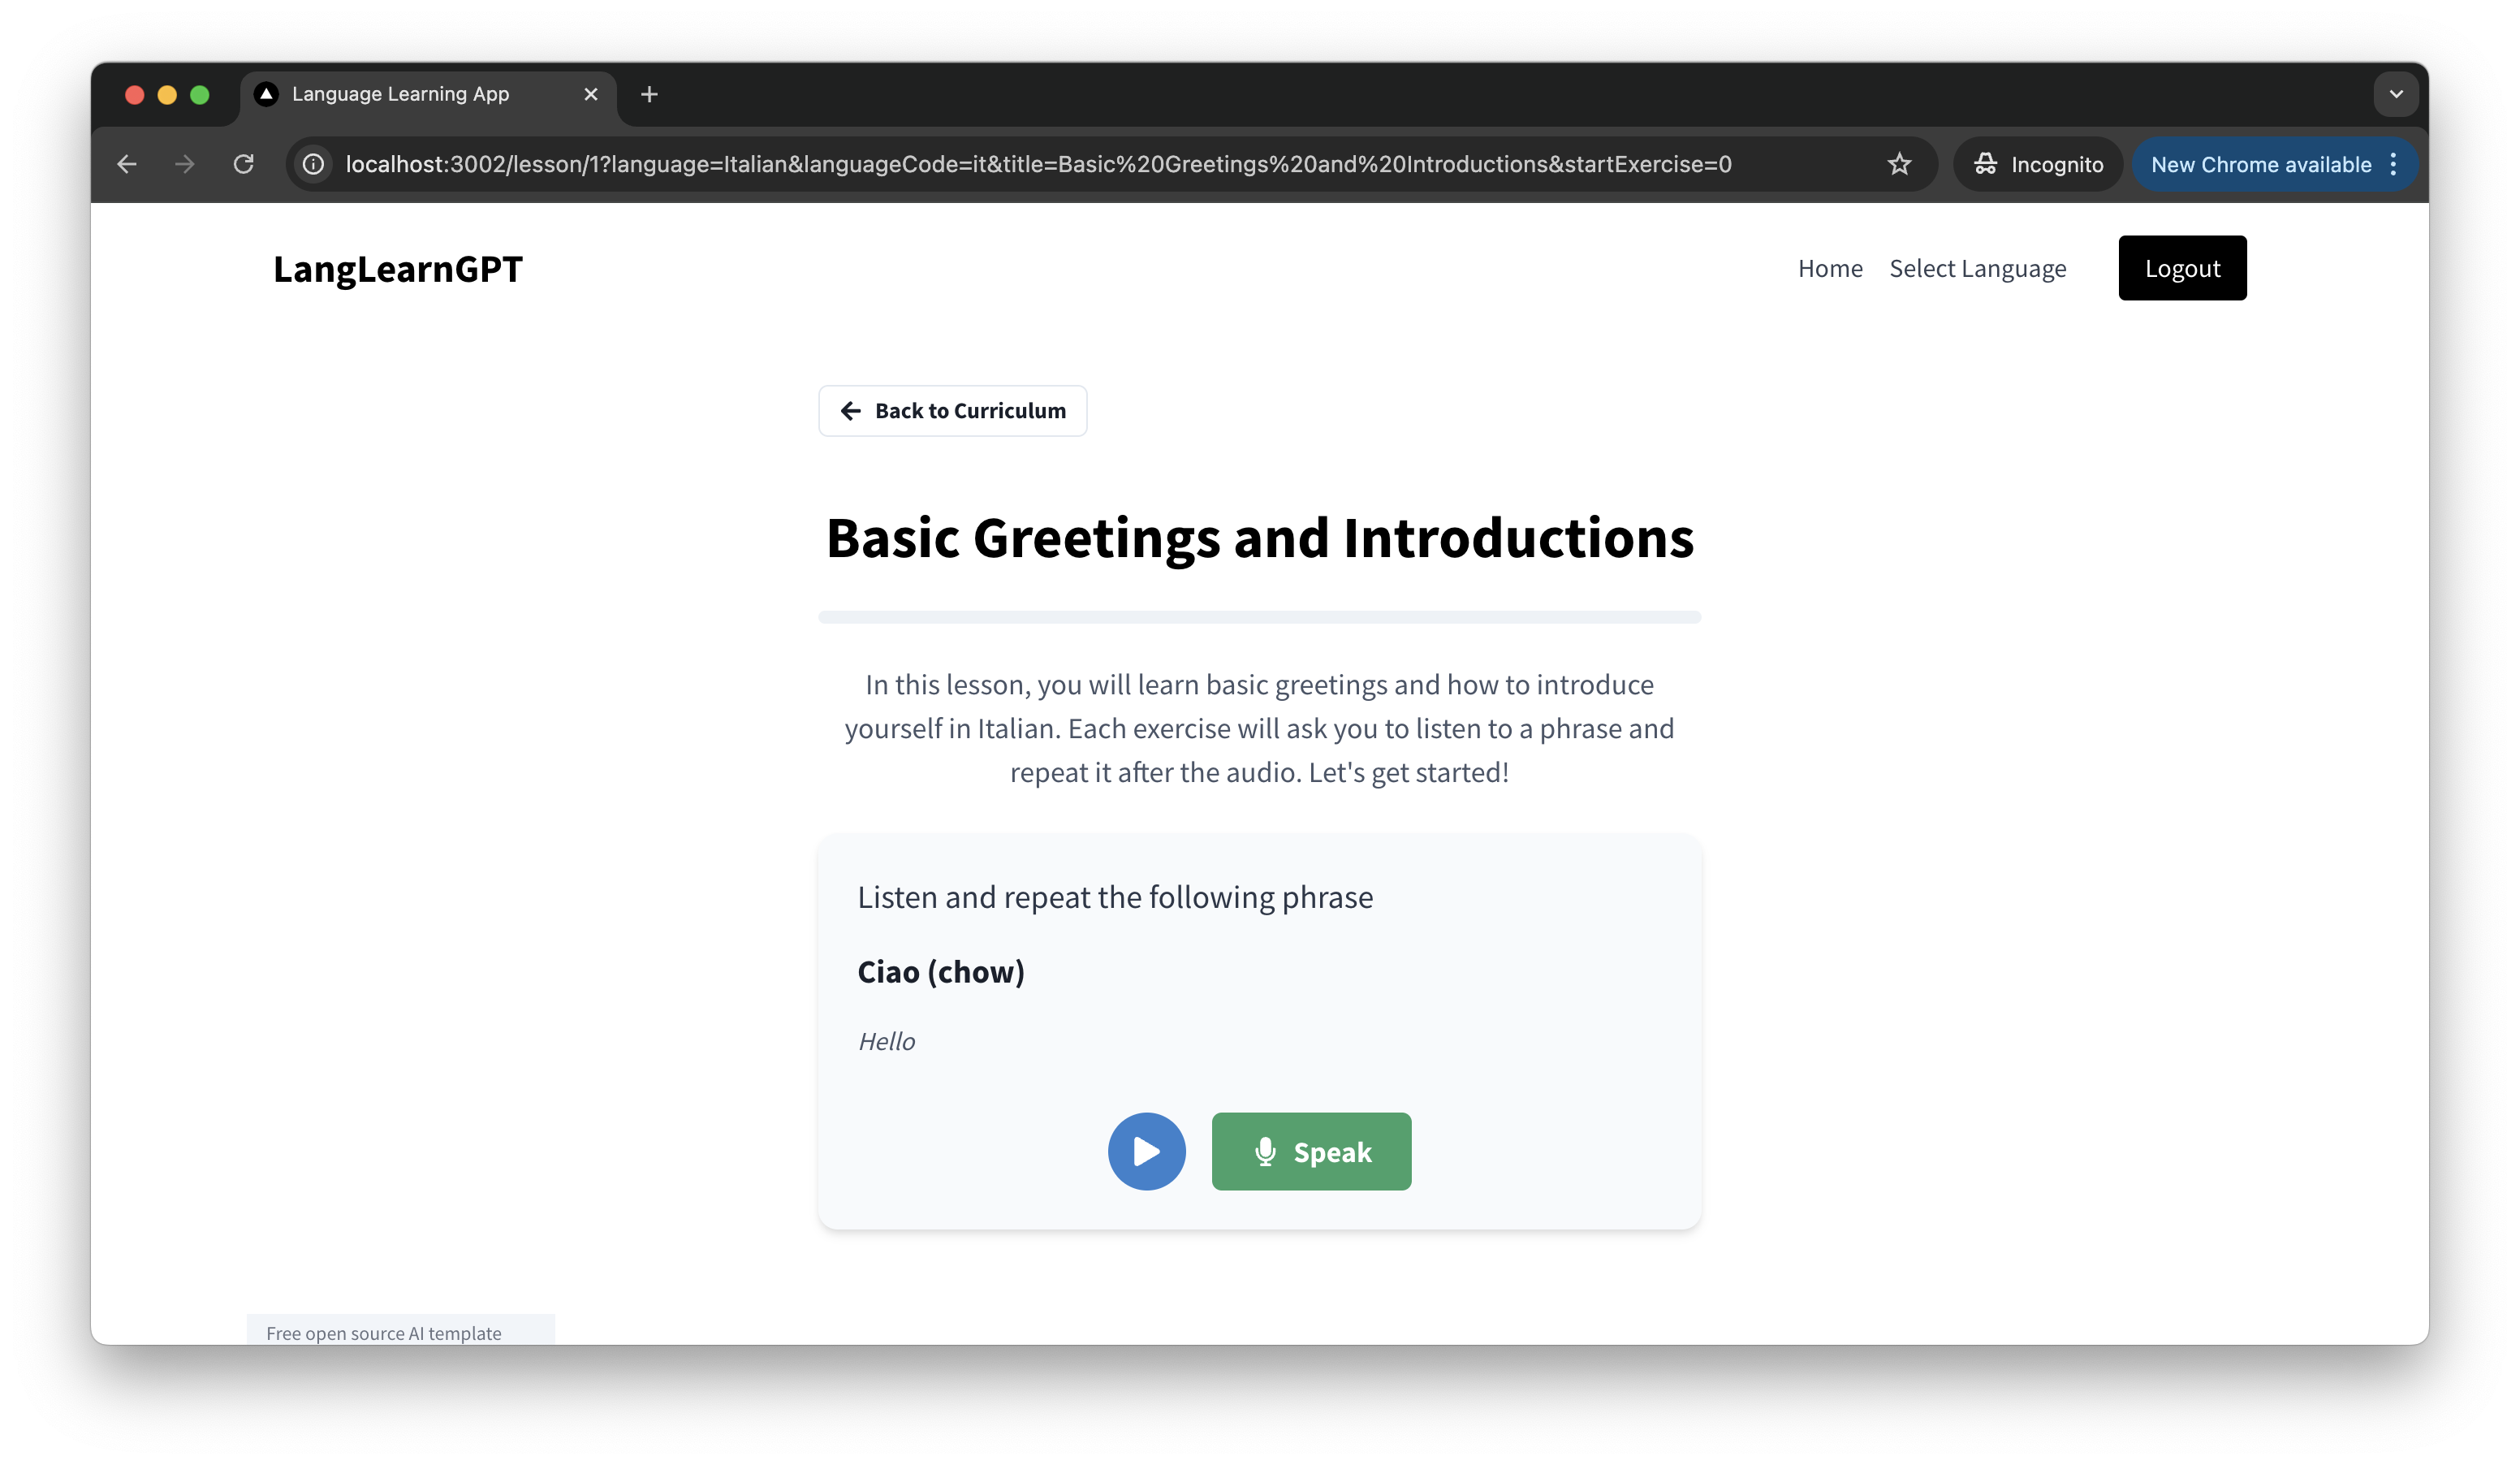 Language Learning App
localhost:3002/lesson/1?language=Italian&languageCode=it&title=Basic%20Greetings%20and%20Introductions&startExercise=0
Incognito
New Chrome available
LangLearnGPT
Home
Select Language
Logout
Back to Curriculum
Basic Greetings and Introductions
In this lesson, you will learn basic greetings and how to introduce
yourself in Italian. Each exercise will ask you to listen to a phrase and
repeat it after the audio. Let's get started!
Listen and repeat the following phrase
Ciao (chow)
Hello
Speak
Free open source AI template